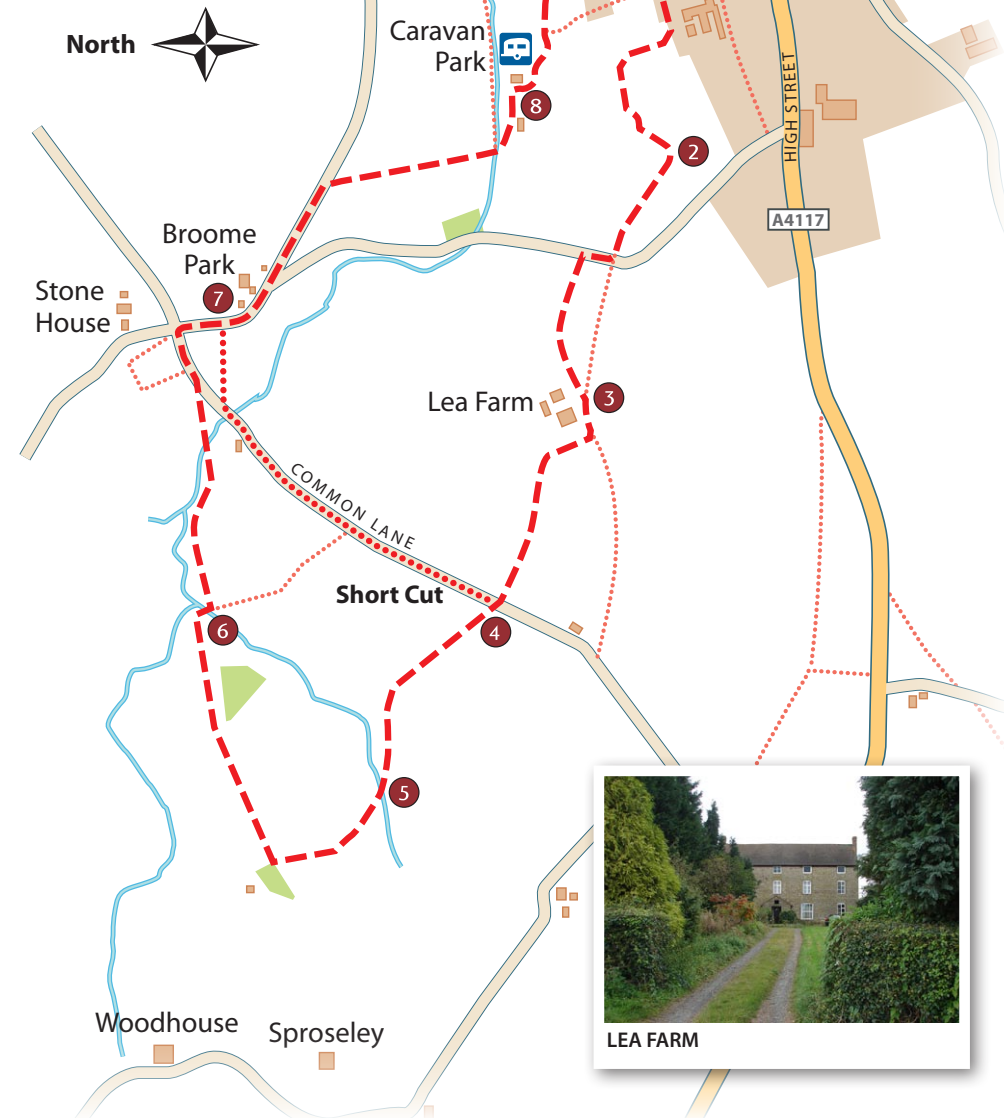 North
Caravan
Park
8
2
HIGH STREET
A4117
Broome
Park
7
Stone
House
Lea Farm
3
COMMON LANE
Short Cut
4
6
5
Woodhouse
Sproseley
LEA FARM